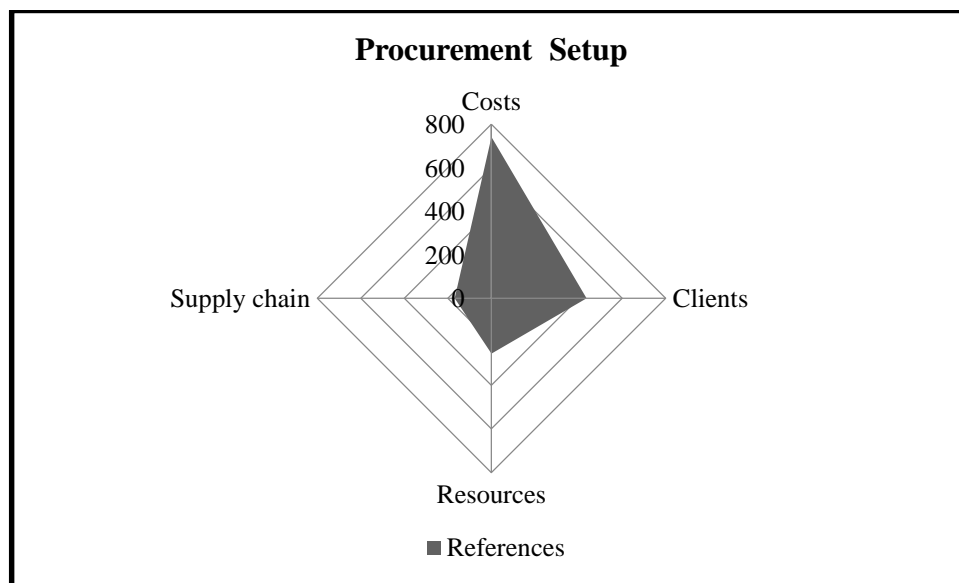 Procurement Setup
Costs
800
600
400
200
0
Supply chain
Clients
Resources
References